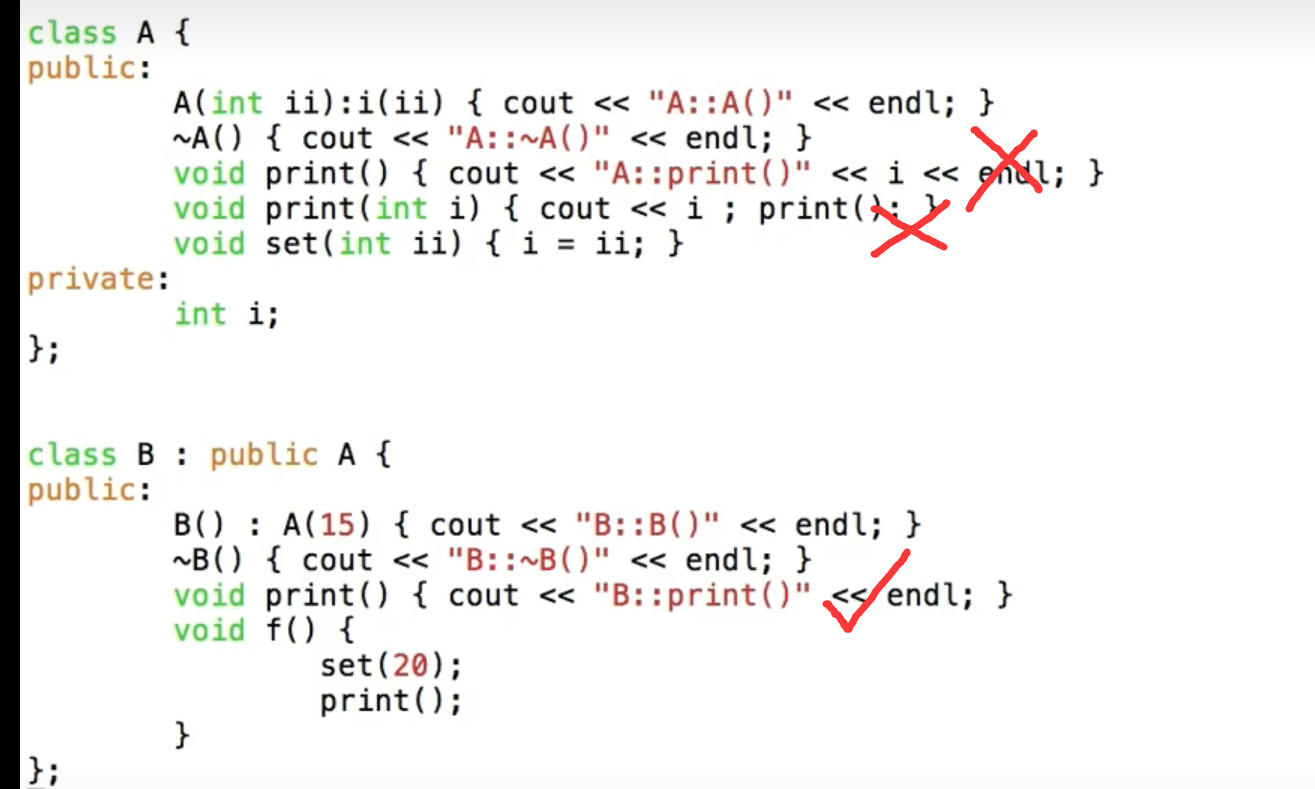 class A {
public:
A(int ii):i(ii) { cout << "A::A()" << endl; }
~A() { cout << "A::~A()" << endl; }
void print() { cout << "A::print()" << i << endl; }
void print(int i) { cout << i ; print(); }
void set(int ii) { i = ii; }
private:
int i;
};
class B : public A {
public:
B() : A(15) { cout << "B::B()" << endl; }
~B() { cout << "B::~B()" << endl; }
void print() { cout << "B::print()" << endl; }
void f() {
set(20);
print();
}
};